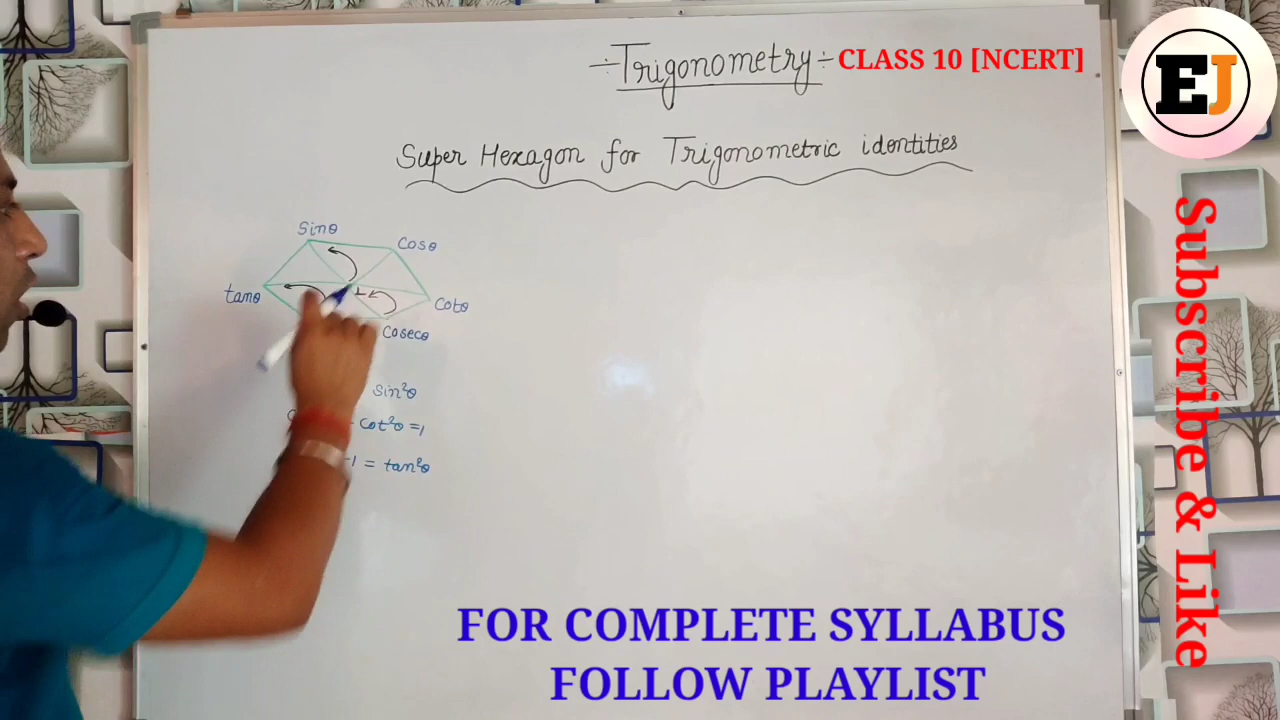 ÷ Trigonometry ÷ CLASS 10 [NCERT]
EJ
Super Hexagon for Trigonometric identities
Sinθ
Cosθ
tanθ
Cotθ
Cosecθ
1
Sin²θ
- Cot²θ = 1
-1 = tan²θ
Subscribe & Like
FOR COMPLETE SYLLABUS
FOLLOW PLAYLIST